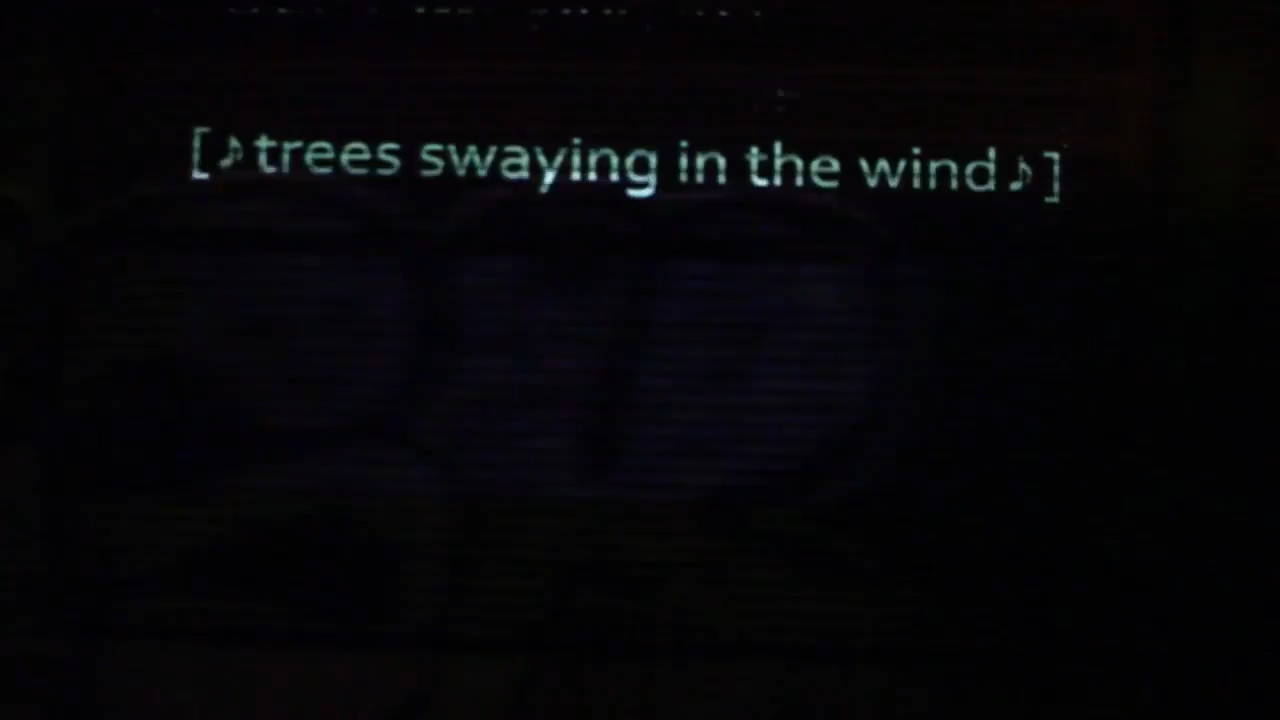 [♪trees swaying in the wind♪]